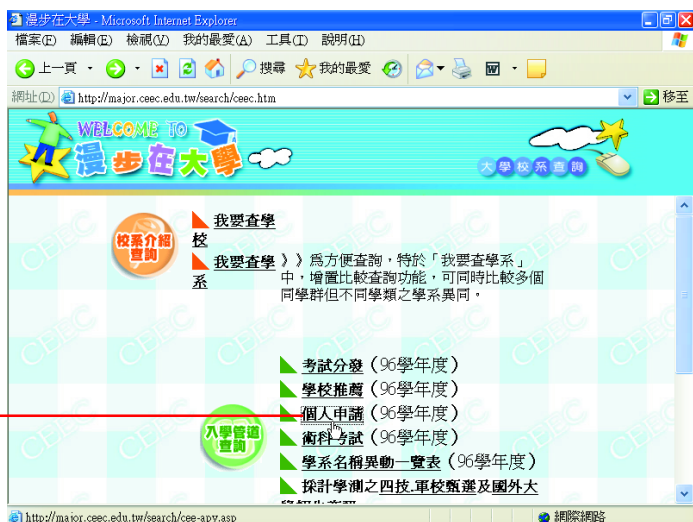 漫步在大學 - Microsoft Internet Explorer
檔案(F) 編輯(E) 檢視(V) 我的最愛(A) 工具(T) 說明(H)
上一頁 搜尋 我的最愛
網址(D) http://major.ceec.edu.tw/search/ceec.htm 移至
WELCOME TO
漫步在大學
大學校系查詢
校系介紹
查詢
我要查學
校
我要查學
系
》》為方便查詢,特於「我要查學系」
中,增置比較查詢功能,可同時比較多個
同學群但不同學類之學系異同。
入學管道
查詢
考試分發(96學年度)
學校推薦(96學年度)
個人申請(96學年度)
術科考試(96學年度)
學系名稱異動一覽表(96學年度)
採計學測之四技.軍校甄選及國外大
http://major.ceec.edu.tw/search/cee-apy.asp 網際網路